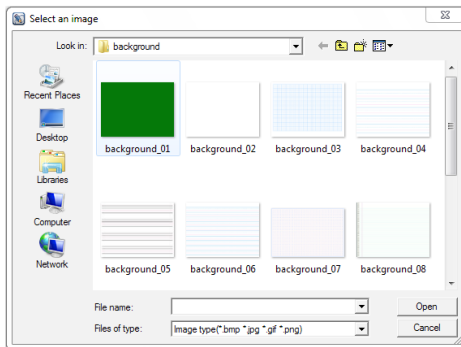 Select an image
Look in:
background
Recent Places
Desktop
Libraries
Computer
Network
background_01
background_02
background_03
background_04
background_05
background_06
background_07
background_08
File name:
Open
Files of type:
Image type(*.bmp *.jpg *.gif *.png)
Cancel